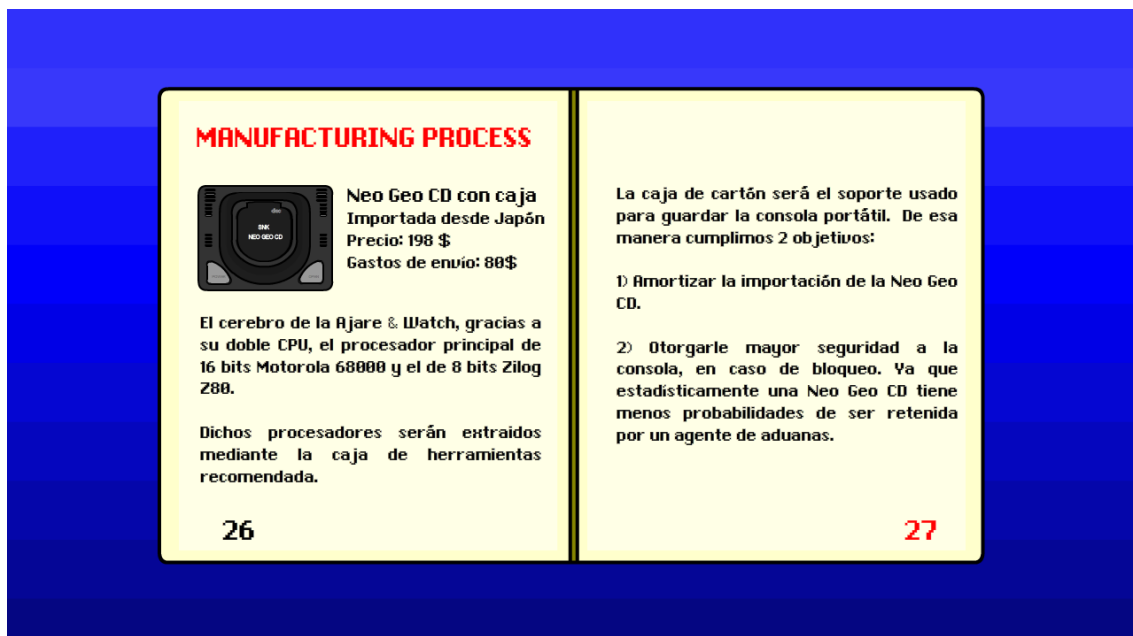 MANUFACTURING PROCESS
Neo Geo CD con caja
Importada desde Japón
Precio: 198 $
Gastos de envío: 80$
disc
SNK
NEO GEO CD
El cerebro de la Ajare & Watch, gracias a
su doble CPU, el procesador principal de
16 bits Motorola 68000 y el de 8 bits Zilog
Z80.
Dichos procesadores serán extraidos
mediante la caja de herramientas
recomendada.
26
La caja de cartón será el soporte usado
para guardar la consola portátil. De esa
manera cumplimos 2 objetivos:
1) Amortizar la importación de la Neo Geo
CD.
2) Otorgarle mayor seguridad a la
consola, en caso de bloqueo. Ya que
estadísticamente una Neo Geo CD tiene
menos probabilidades de ser retenida
por un agente de aduanas.
27